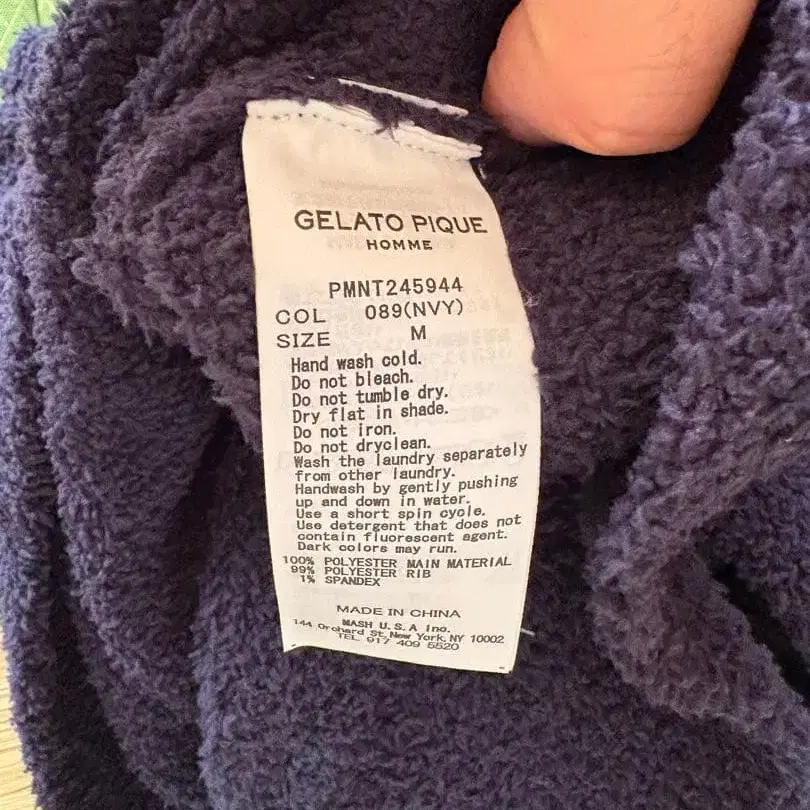 GELATO PIQUE
HOMME
PMNT245944
COL 089(NVY)
SIZE M
Hand wash cold.
Do not bleach.
Do not tumble dry.
Dry flat in shade.
Do not iron.
Do not dryclean.
Wash the laundry separately
from other laundry.
Handwash by gently pushing
up and down in water.
Use a short spin cycle.
Use detergent that does not
contain fluorescent agent.
Dark colors may run.
100% POLYESTER MAIN MATERIAL
99% POLYESTER RIB
1% SPANDEX
MADE IN CHINA
MASH U.S.A Inc.
144 Orchard St, New York, NY 10002
TEL 917 409 5520